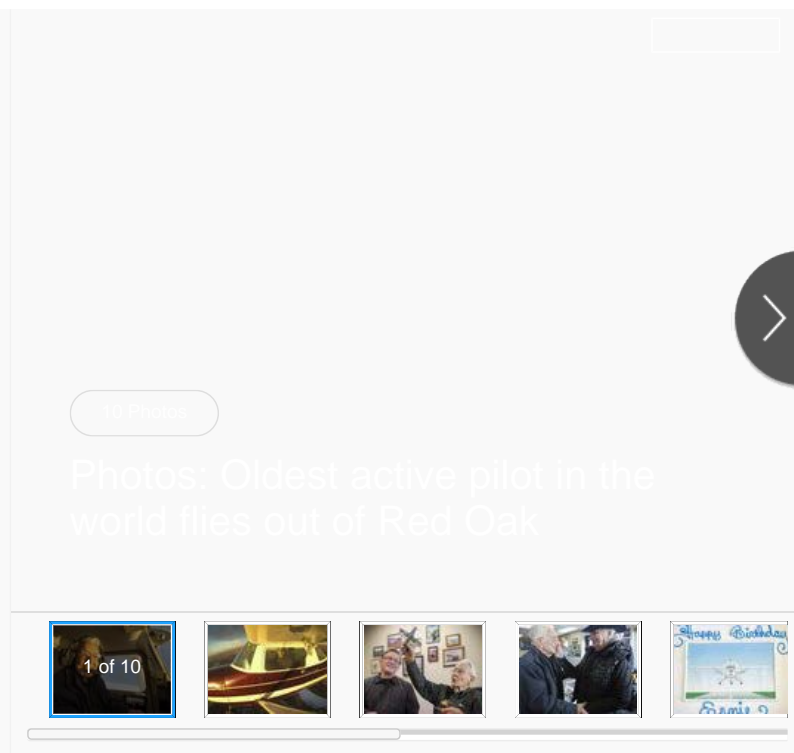 10 Photos
Photos: Oldest active pilot in the
world flies out of Red Oak
1 of 10
Happy Birthday
Ernie